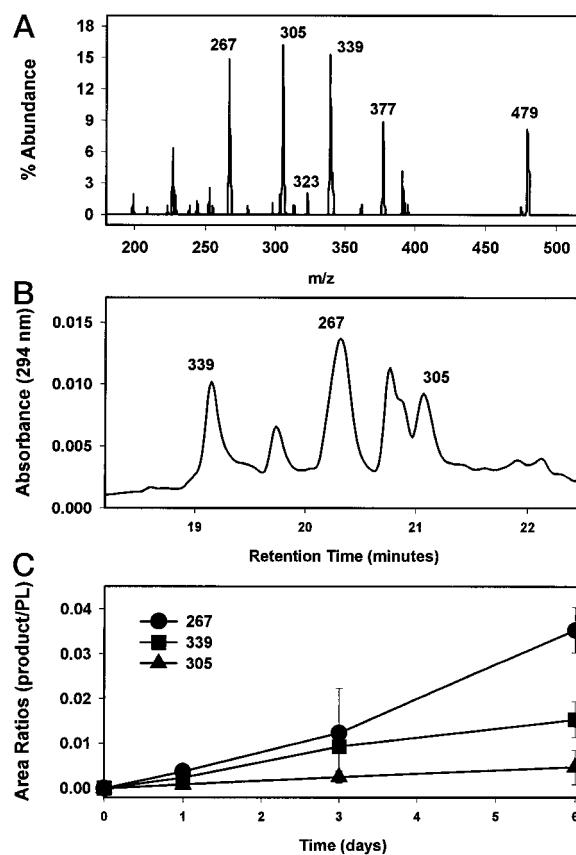 A
% Abundance
18
15
12
9
6
3
0
267
305
339
323
377
479
200 250 300 350 400 450 500
m/z
B
Absorbance (294 nm)
0.015
0.010
0.005
0.000
339
267
305
19 20 21 22
Retention Time (minutes)
C
Area Ratios (product/PL)
0.04
0.03
0.02
0.01
0.00
267
339
305
0 1 2 3 4 5 6
Time (days)